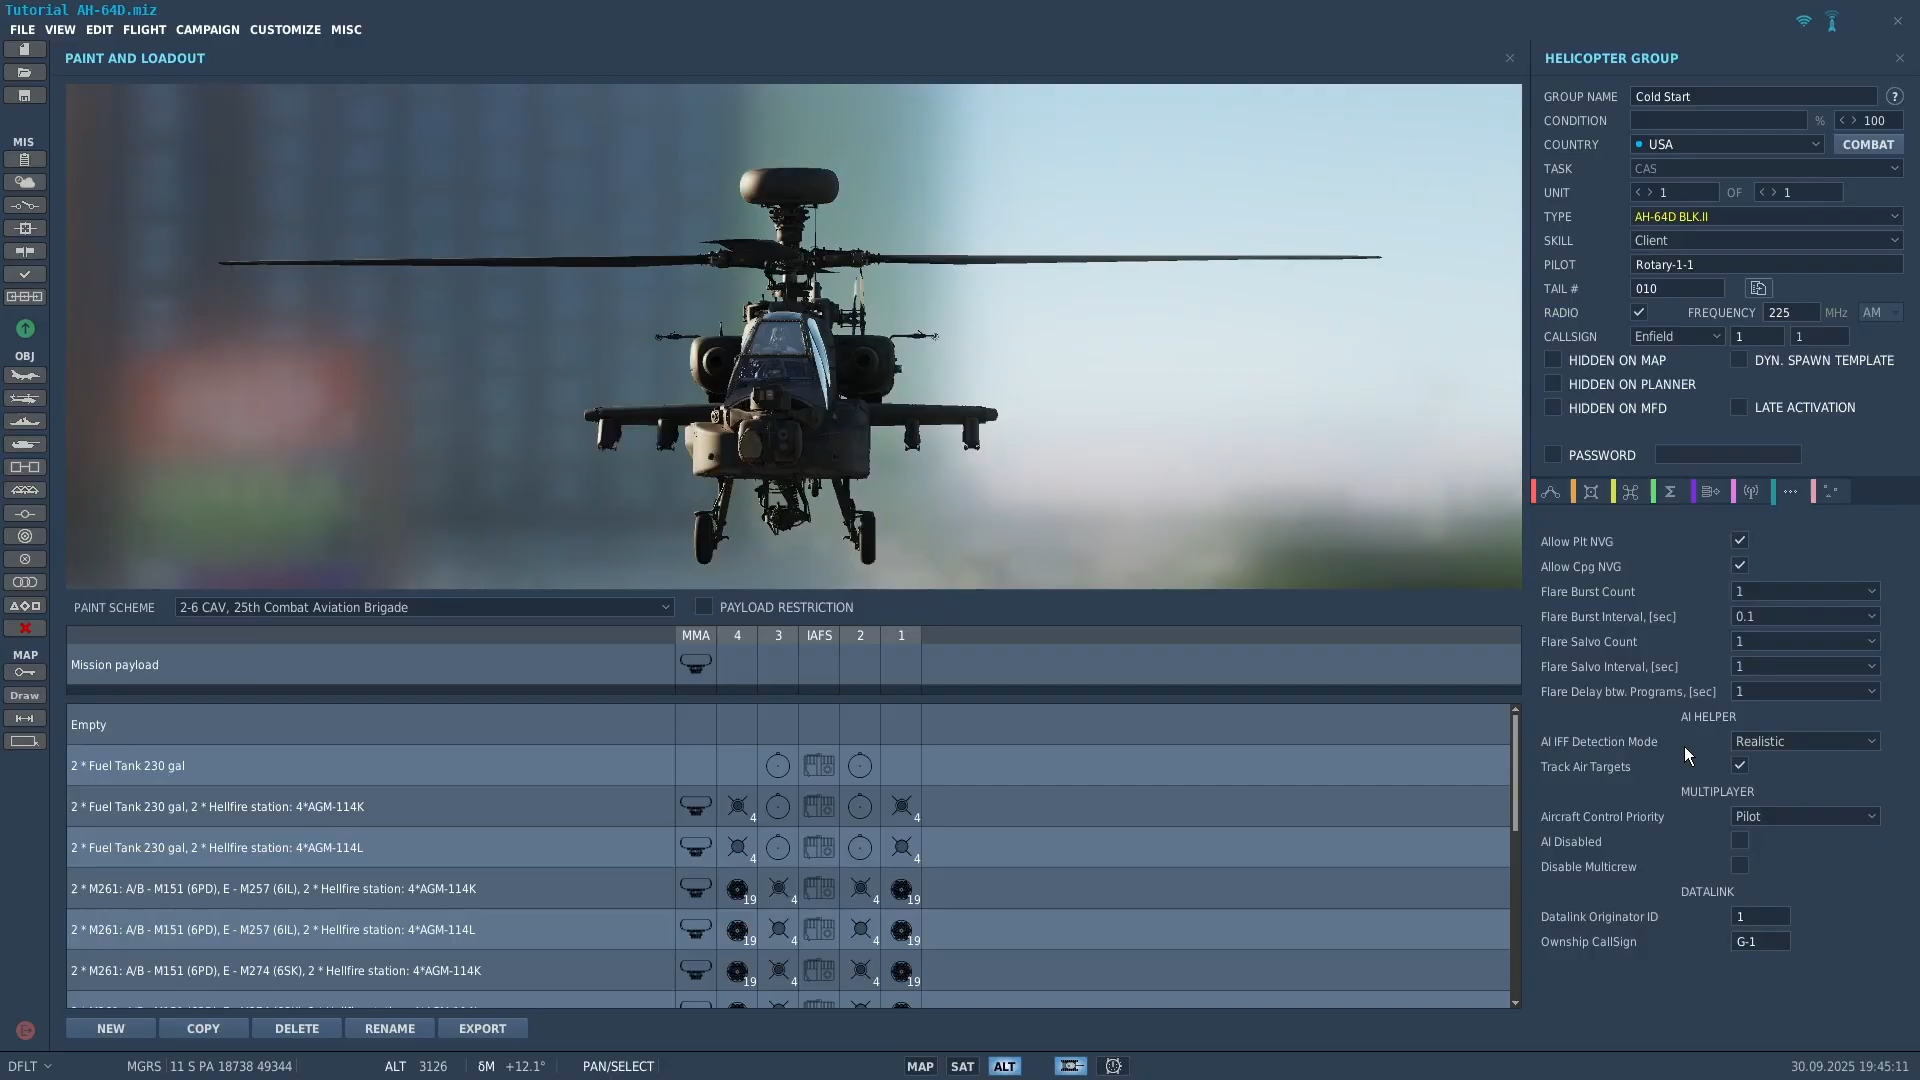 Tutorial AH-64D.miz
FILE VIEW EDIT FLIGHT CAMPAIGN CUSTOMIZE MISC
PAINT AND LOADOUT
HELICOPTER GROUP
GROUP NAME Cold Start ?
CONDITION % < > 100
COUNTRY USA COMBAT
TASK CAS
UNIT < > 1 OF < > 1
TYPE AH-64D BLK.II
SKILL Client
PILOT Rotary-1-1
TAIL # 010
RADIO FREQUENCY 225 MHz AM
CALLSIGN Enfield 1 1
HIDDEN ON MAP DYN. SPAWN TEMPLATE
HIDDEN ON PLANNER
HIDDEN ON MFD LATE ACTIVATION
PASSWORD
MIS
OBJ
MAP
Draw
Allow Plt NVG
Allow Cpg NVG
Flare Burst Count 1
Flare Burst Interval, [sec] 0.1
Flare Salvo Count 1
Flare Salvo Interval, [sec] 1
Flare Delay btw. Programs, [sec] 1
AI HELPER
AI IFF Detection Mode Realistic
Track Air Targets
MULTIPLAYER
Aircraft Control Priority Pilot
AI Disabled
Disable Multicrew
DATALINK
Datalink Originator ID 1
Ownship CallSign G-1
PAINT SCHEME 2-6 CAV, 25th Combat Aviation Brigade PAYLOAD RESTRICTION
MMA 4 3 IAFS 2 1
Mission payload
Empty
2 * Fuel Tank 230 gal
2 * Fuel Tank 230 gal, 2 * Hellfire station: 4*AGM-114K 4 4
2 * Fuel Tank 230 gal, 2 * Hellfire station: 4*AGM-114L 4 4
2 * M261: A/B - M151 (6PD), E - M257 (6IL), 2 * Hellfire station: 4*AGM-114K 19 4 4 19
2 * M261: A/B - M151 (6PD), E - M257 (6IL), 2 * Hellfire station: 4*AGM-114L 19 4 4 19
2 * M261: A/B - M151 (6PD), E - M274 (6SK), 2 * Hellfire station: 4*AGM-114K 19 4 4 19
NEW COPY DELETE RENAME EXPORT
DFLT MGRS 11 S PA 18738 49344 ALT 3126 δM +12.1° PAN/SELECT MAP SAT ALT 30.09.2025 19:45:11